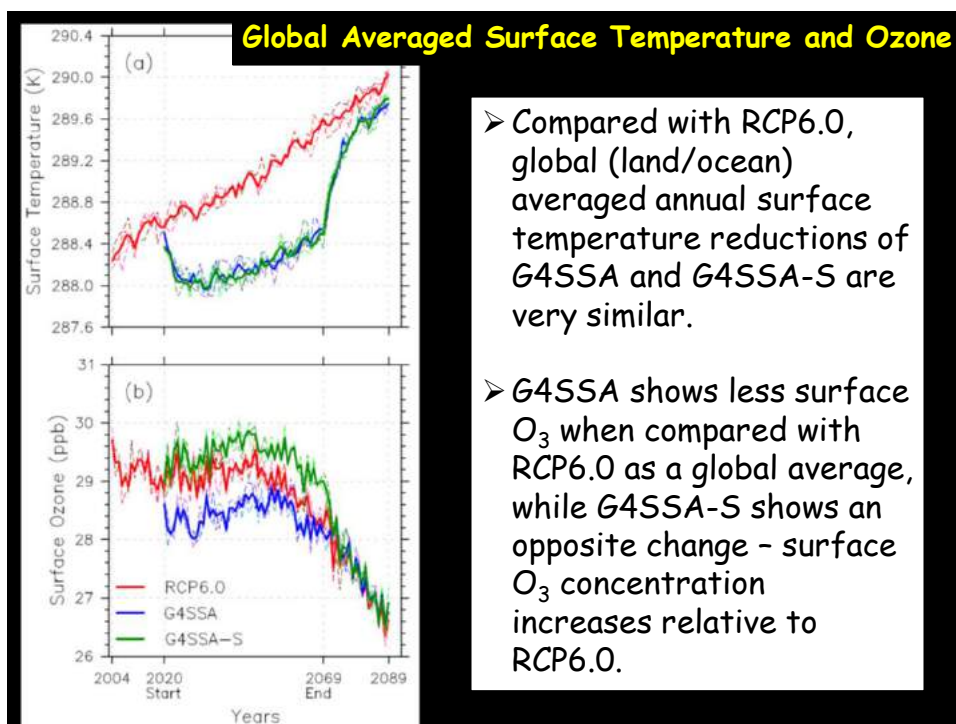 Global Averaged Surface Temperature and Ozone
(a)
Surface Temperature (K)
290.4
290.0
289.6
289.2
288.8
288.4
288.0
287.6
(b)
Surface Ozone (ppb)
31
30
29
28
27
26
RCP6.0
G4SSA
G4SSA-S
2004 2020 2069 2089
Start End
Years
➢ Compared with RCP6.0,
global (land/ocean)
averaged annual surface
temperature reductions of
G4SSA and G4SSA-S are
very similar.
➢ G4SSA shows less surface
O₃ when compared with
RCP6.0 as a global average,
while G4SSA-S shows an
opposite change – surface
O₃ concentration
increases relative to
RCP6.0.